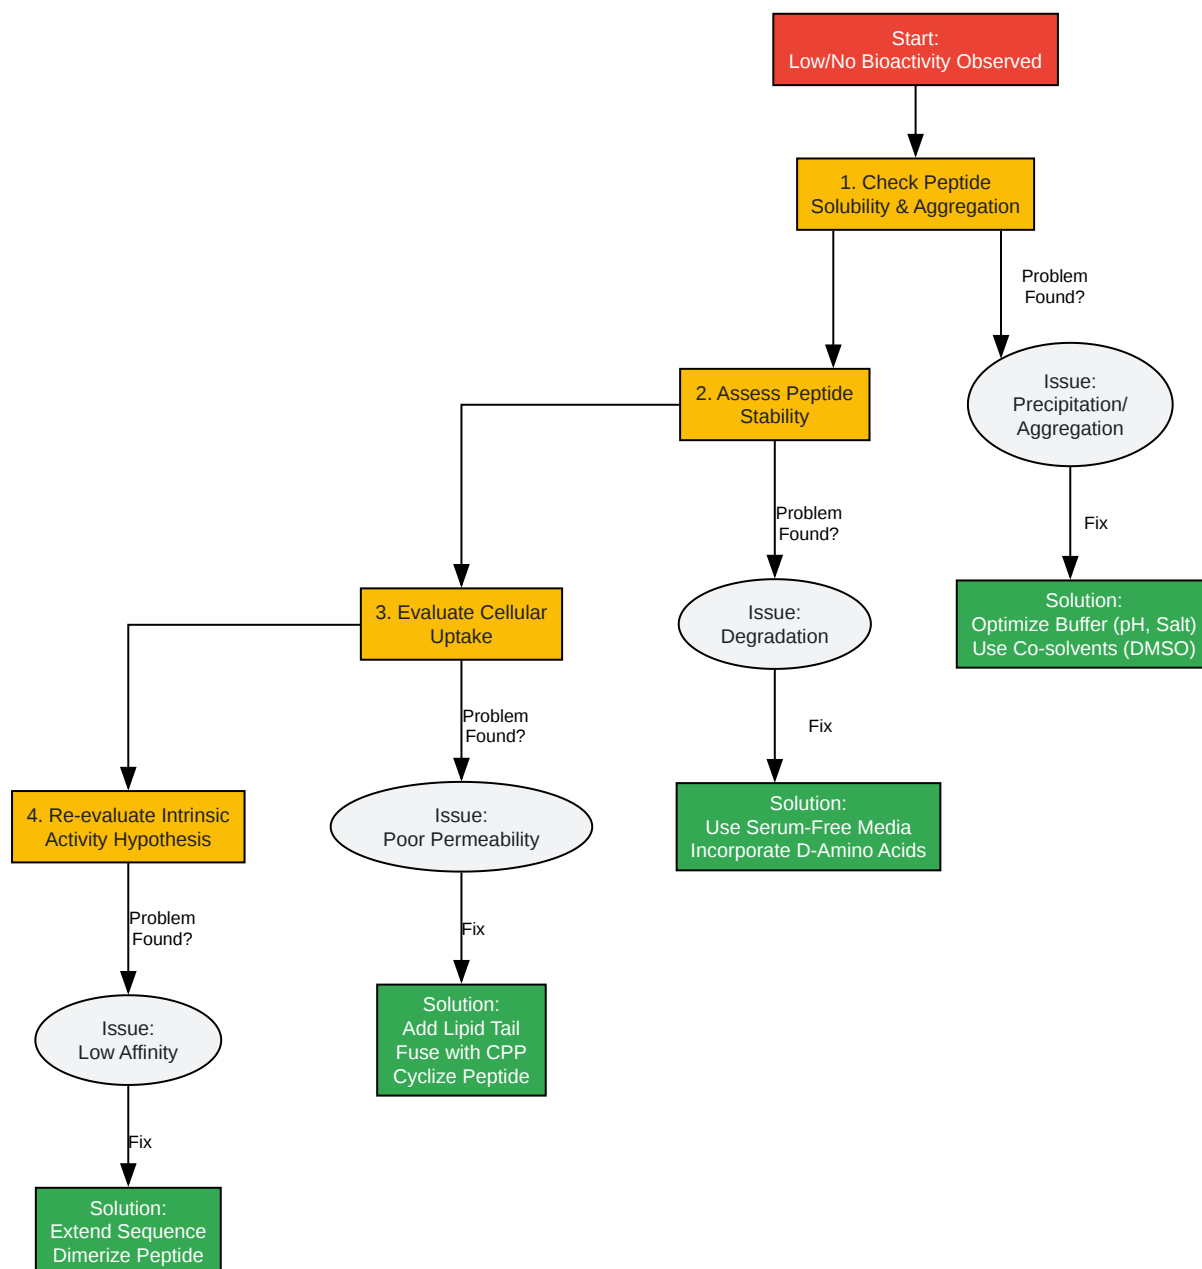 Start:
Low/No Bioactivity Observed
1. Check Peptide
Solubility & Aggregation
Problem
Found?
Issue:
Precipitation/
Aggregation
Fix
Solution:
Optimize Buffer (pH, Salt)
Use Co-solvents (DMSO)
2. Assess Peptide
Stability
Problem
Found?
Issue:
Degradation
Fix
Solution:
Use Serum-Free Media
Incorporate D-Amino Acids
3. Evaluate Cellular
Uptake
Problem
Found?
Issue:
Poor Permeability
Fix
Solution:
Add Lipid Tail
Fuse with CPP
Cyclize Peptide
4. Re-evaluate Intrinsic
Activity Hypothesis
Problem
Found?
Issue:
Low Affinity
Fix
Solution:
Extend Sequence
Dimerize Peptide